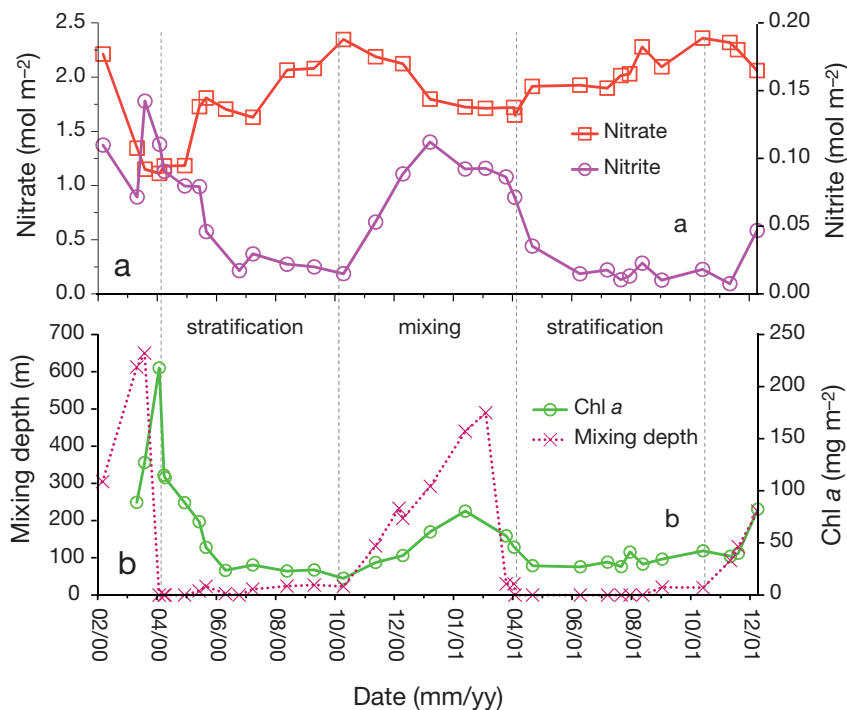 2.5
2.0
1.5
1.0
0.5
0.0
Nitrate (mol m–2)
0.20
0.15
0.10
0.05
0.00
Nitrite (mol m–2)
Nitrate
Nitrite
a
a
stratification mixing stratification
700
600
500
400
300
200
100
0
Mixing depth (m)
250
200
150
100
50
0
Chl a (mg m–2)
Chl a
Mixing depth
b
b
02/00 04/00 06/00 08/00 10/00 12/00 01/01 04/01 06/01 08/01 10/01 12/01
Date (mm/yy)